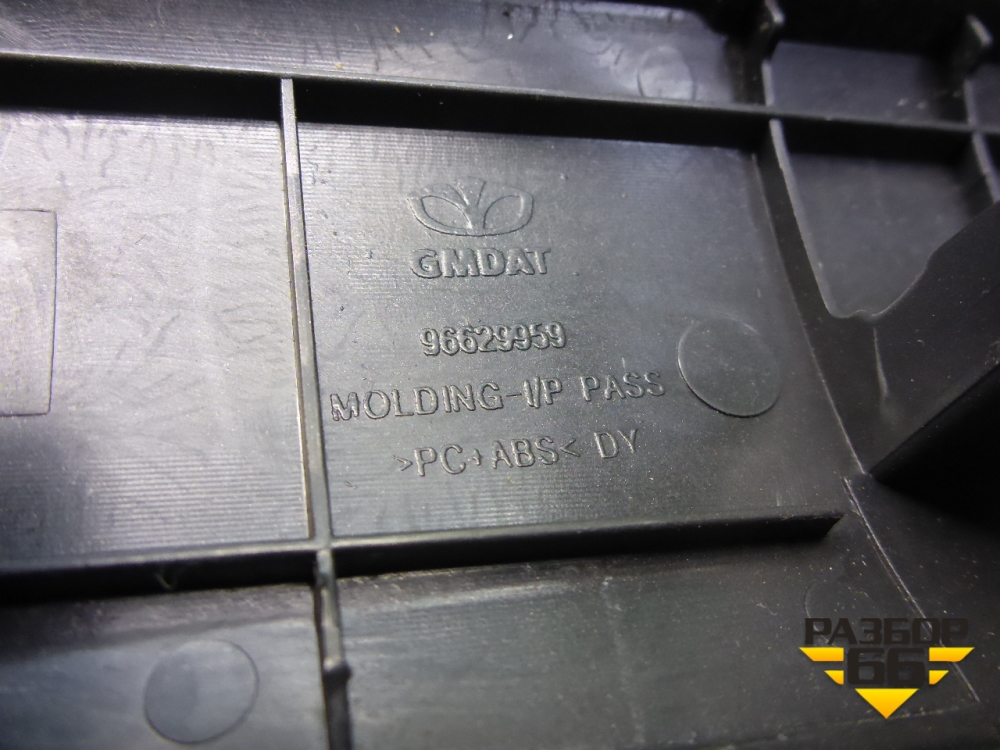 GMDAT
96629959
MOLDING-I/P PASS
>PC+ABS< DY
РАЗБОР
66